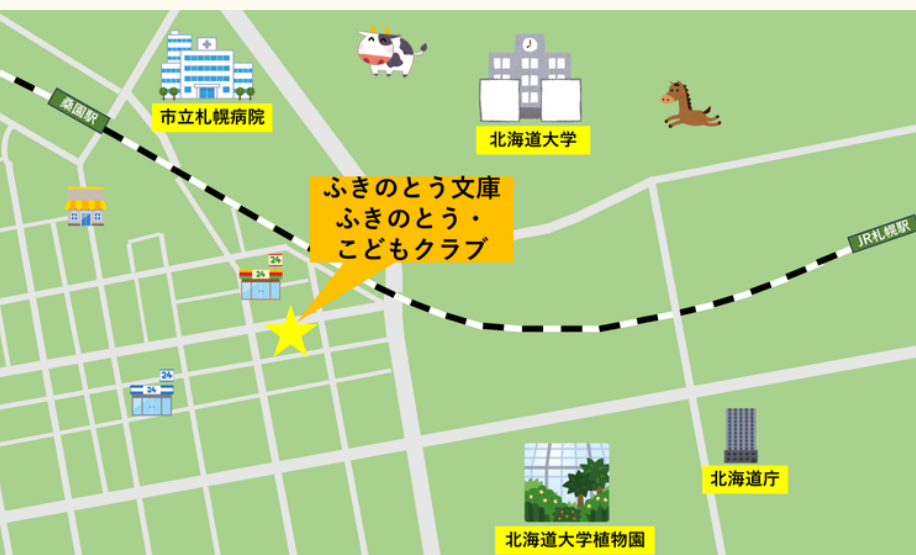 市立札幌病院
桑園駅
北海道大学
ふきのとう文庫
ふきのとう・
こどもクラブ
JR札幌駅
24
24
24
24
北海道庁
北海道大学植物園